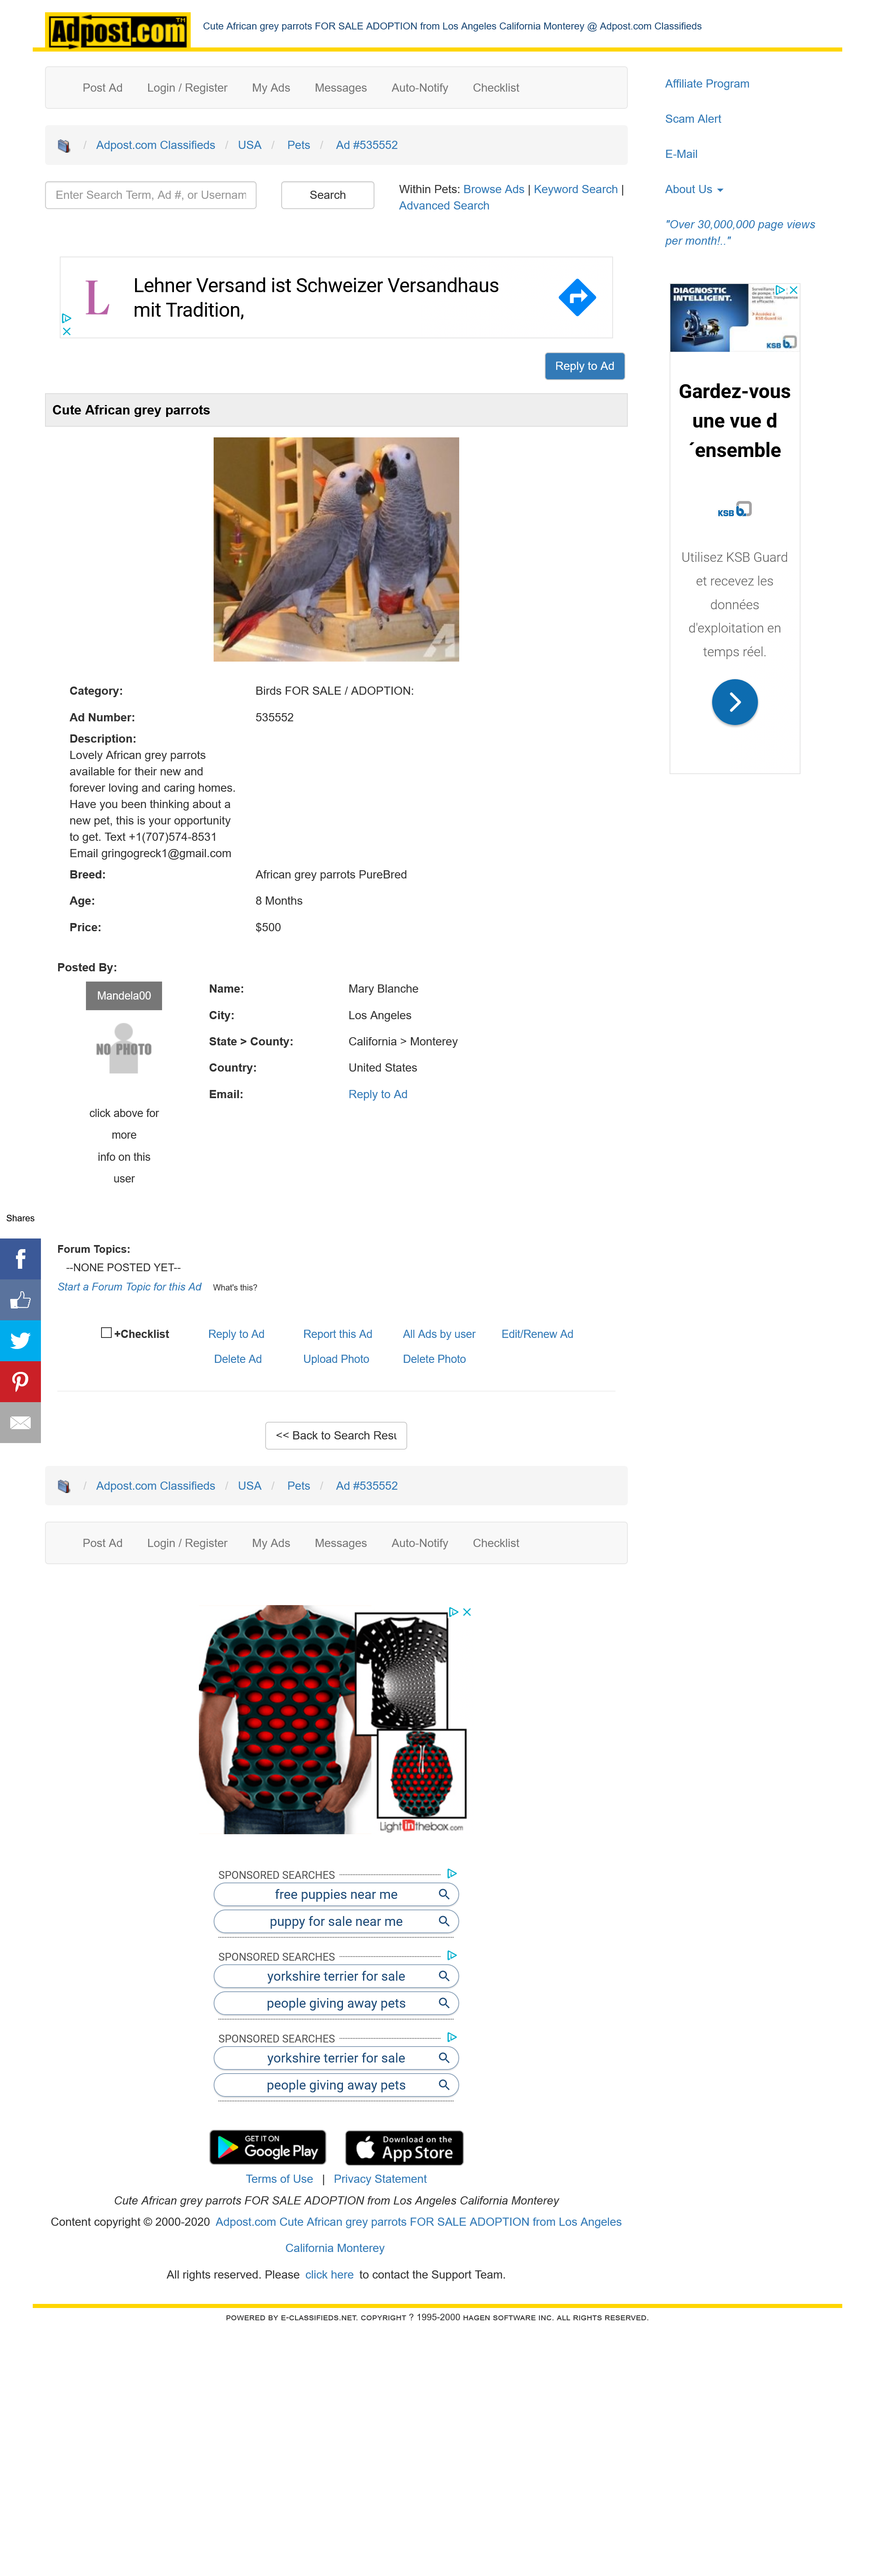 Adpost.com™
Cute African grey parrots FOR SALE ADOPTION from Los Angeles California Monterey @ Adpost.com Classifieds
Post Ad Login / Register My Ads Messages Auto-Notify Checklist
/ Adpost.com Classifieds / USA / Pets / Ad #535552
Enter Search Term, Ad #, or Usernam
Search
Within Pets: Browse Ads | Keyword Search |
Advanced Search
Affiliate Program
Scam Alert
E-Mail
About Us
"Over 30,000,000 page views
per month!.."
L
Lehner Versand ist Schweizer Versandhaus
mit Tradition,
Reply to Ad
DIAGNOSTIC
INTELLIGENT.
KSB
Gardez-vous
une vue d
´ensemble
KSB
Utilisez KSB Guard
et recevez les
données
d'exploitation en
temps réel.
Cute African grey parrots
A
Category: Birds FOR SALE / ADOPTION:
Ad Number: 535552
Description:
Lovely African grey parrots
available for their new and
forever loving and caring homes.
Have you been thinking about a
new pet, this is your opportunity
to get. Text +1(707)574-8531
Email gringogreck1@gmail.com
Breed: African grey parrots PureBred
Age: 8 Months
Price: $500
Posted By:
Mandela00
NO PHOTO
click above for
more
info on this
user
Name: Mary Blanche
City: Los Angeles
State > County: California > Monterey
Country: United States
Email: Reply to Ad
Shares
Forum Topics:
--NONE POSTED YET--
Start a Forum Topic for this Ad What's this?
+Checklist Reply to Ad Report this Ad All Ads by user Edit/Renew Ad
Delete Ad Upload Photo Delete Photo
<< Back to Search Resu
/ Adpost.com Classifieds / USA / Pets / Ad #535552
Post Ad Login / Register My Ads Messages Auto-Notify Checklist
Lightinthebox.com
SPONSORED SEARCHES
free puppies near me
puppy for sale near me
SPONSORED SEARCHES
yorkshire terrier for sale
people giving away pets
SPONSORED SEARCHES
yorkshire terrier for sale
people giving away pets
GET IT ON
Google Play
Download on the
App Store
Terms of Use | Privacy Statement
Cute African grey parrots FOR SALE ADOPTION from Los Angeles California Monterey
Content copyright © 2000-2020 Adpost.com Cute African grey parrots FOR SALE ADOPTION from Los Angeles
California Monterey
All rights reserved. Please click here to contact the Support Team.
POWERED BY E-CLASSIFIEDS.NET. COPYRIGHT ? 1995-2000 HAGEN SOFTWARE INC. ALL RIGHTS RESERVED.